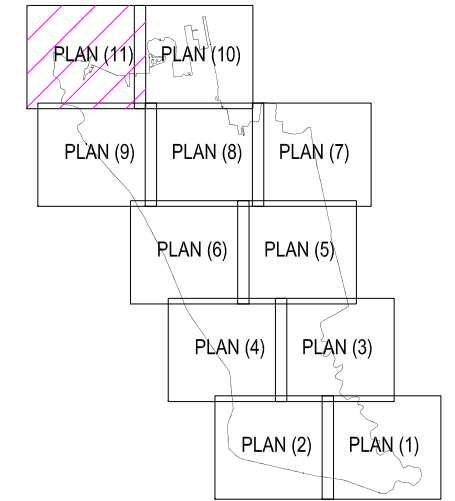 PLAN (11) PLAN (10)
PLAN (9) PLAN (8) PLAN (7)
PLAN (6) PLAN (5)
PLAN (4) PLAN (3)
PLAN (2) PLAN (1)